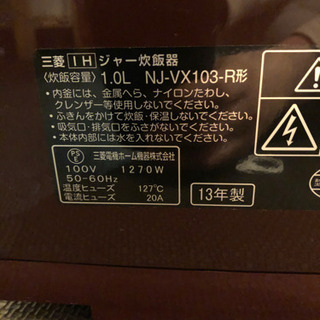 三菱 IH ジャー炊飯器
〈炊飯容量〉 1.0L NJ-VX103-R形
・内釜には、金属へら、ナイロンたわし、
クレンザー等使用しないでください。
・ふきんをかけて炊飯・保温しないでください。
・吸気口・排気口をふさがないでください。
・本体内部には水を入れないでください。
PSE
三菱電機ホーム機器株式会社
100V 1270W
50-60Hz
温度ヒューズ 127℃
電流ヒューズ 20A
13年製